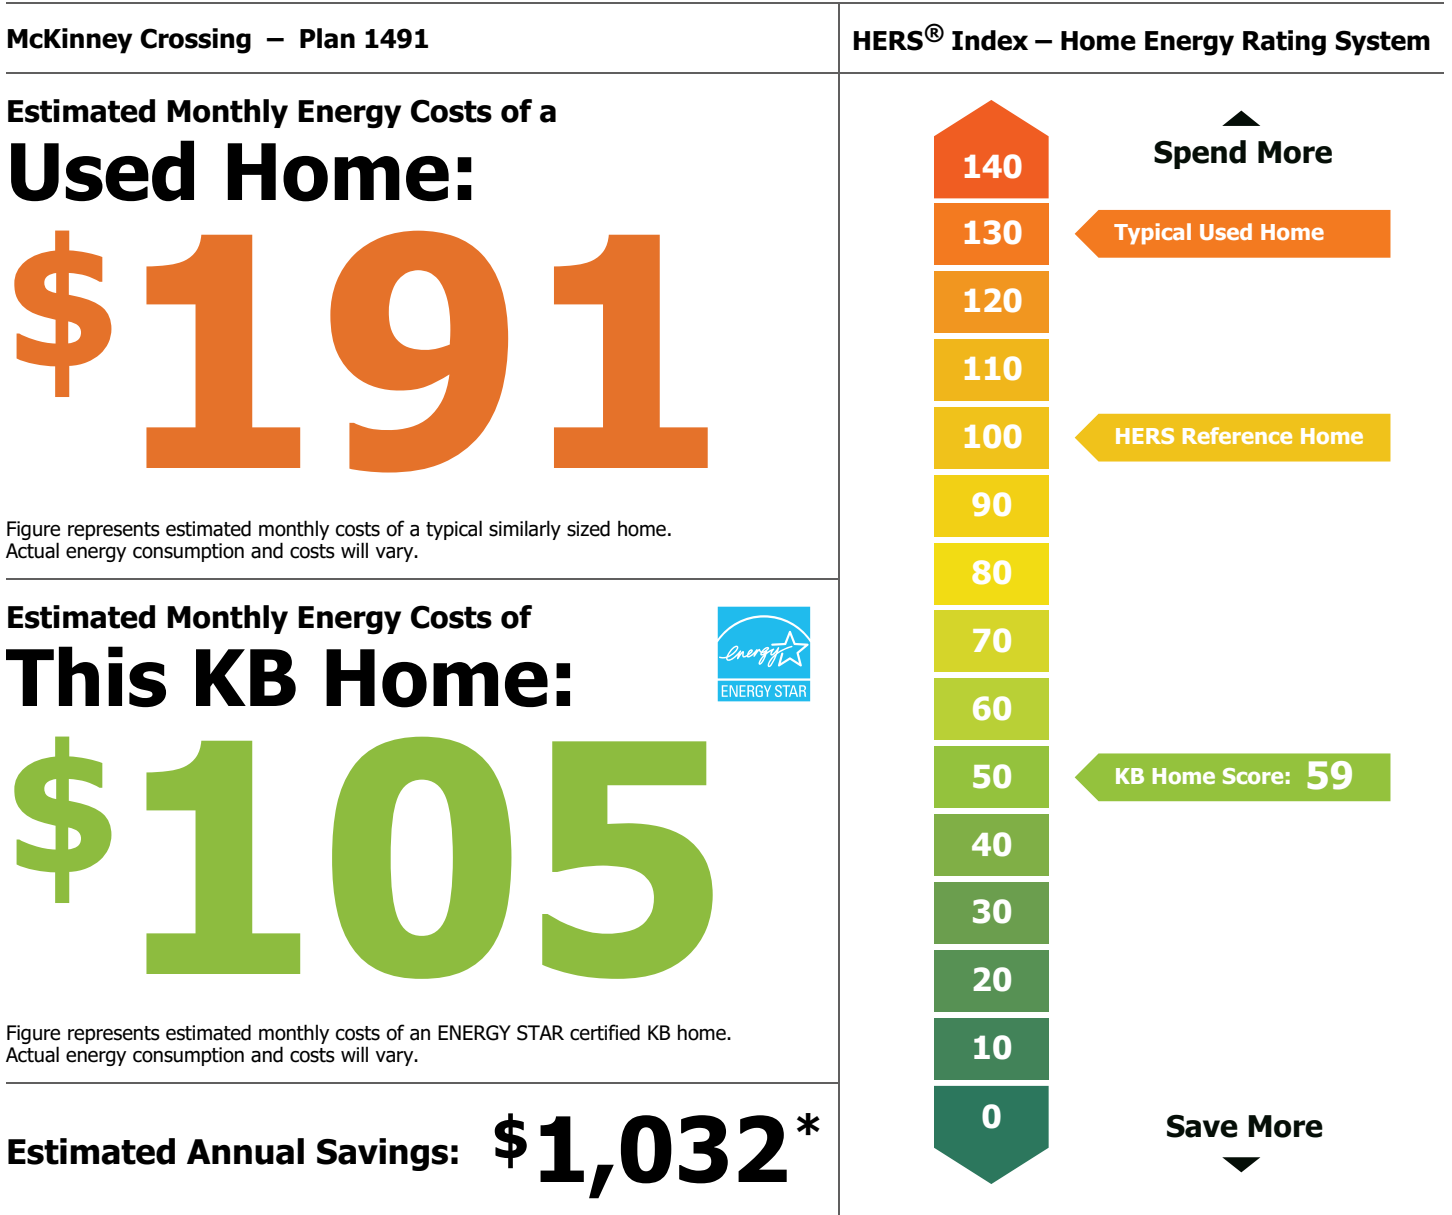 McKinney Crossing – Plan 1491
Estimated Monthly Energy Costs of a
Used Home:
$191
Figure represents estimated monthly costs of a typical similarly sized home.
Actual energy consumption and costs will vary.
Estimated Monthly Energy Costs of
This KB Home:
energy
ENERGY STAR
$105
Figure represents estimated monthly costs of an ENERGY STAR certified KB home.
Actual energy consumption and costs will vary.
Estimated Annual Savings: $1,032*
HERS® Index – Home Energy Rating System
Spend More
140
130 Typical Used Home
120
110
100 HERS Reference Home
90
80
70
60
50 KB Home Score: 59
40
30
20
10
0
Save More